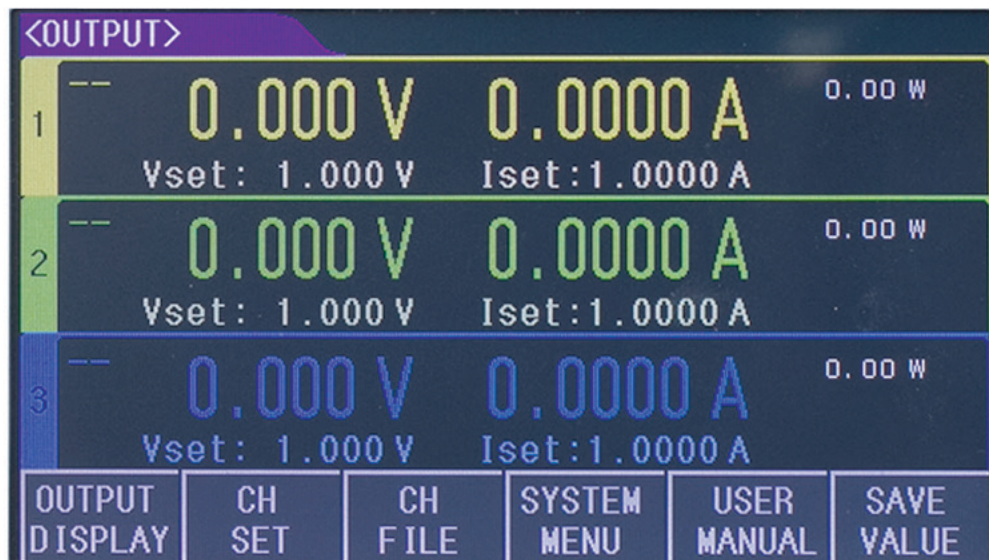 <OUTPUT>
1 -- 0.000 V 0.0000 A 0.00 W
Vset: 1.000 V Iset:1.0000 A
2 -- 0.000 V 0.0000 A 0.00 W
Vset: 1.000 V Iset:1.0000 A
3 -- 0.000 V 0.0000 A 0.00 W
Vset: 1.000 V Iset:1.0000 A
OUTPUT DISPLAY
CH SET
CH FILE
SYSTEM MENU
USER MANUAL
SAVE VALUE